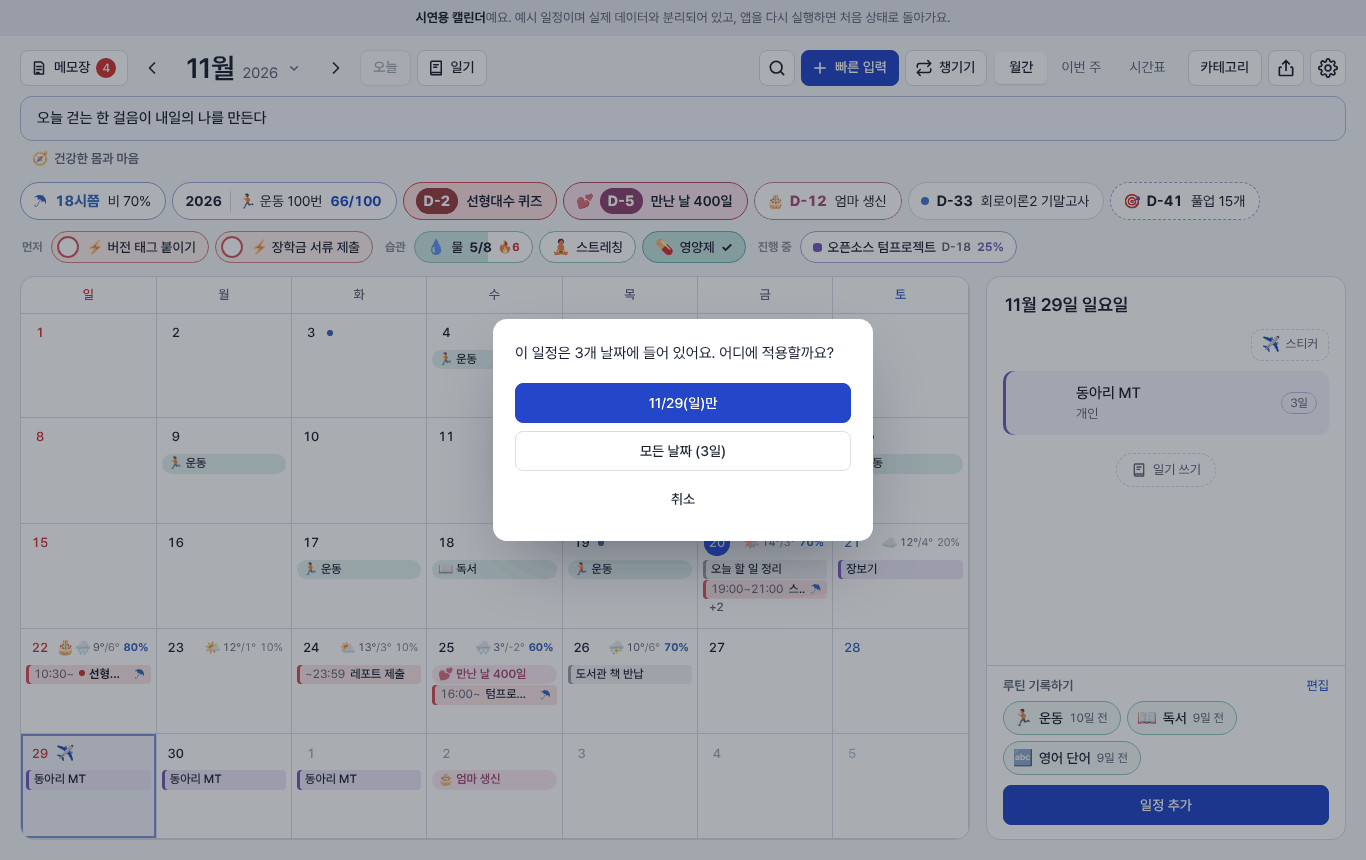 시연용 캘린더예요. 예시 일정이며 실제 데이터와 분리되어 있고, 앱을 다시 실행하면 처음 상태로 돌아가요.
메모장 4 11월 2026 오늘 일기 빠른 입력 챙기기 월간 이번 주 시간표 카테고리
오늘 걷는 한 걸음이 내일의 나를 만든다
건강한 몸과 마음
18시쯤 비 70% 2026 운동 100번 66/100 D-2 선형대수 퀴즈 D-5 만난 날 400일 D-12 엄마 생신 D-33 회로이론2 기말고사 D-41 풀업 15개
먼저 버전 태그 붙이기 장학금 서류 제출 습관 물 5/8 6 스트레칭 영양제 진행 중 오픈소스 텀프로젝트 D-18 25%
일 월 화 수 목 금 토
1 2 3 4
운동
8 9 10 11
운동
15 16 17 18 19 20 14°/3° 70% 21 12°/4° 20%
운동 독서 운동 오늘 할 일 정리 장보기
19:00~21:00 스..
+2
22 9°/6° 80% 23 12°/1° 10% 24 13°/3° 10% 25 3°/-2° 60% 26 10°/6° 70% 27 28
10:30~ 선형... ~23:59 레포트 제출 만난 날 400일 도서관 책 반납
16:00~ 텀프로...
29 30 1 2 3 4 5
동아리 MT 동아리 MT 동아리 MT 엄마 생신
이 일정은 3개 날짜에 들어 있어요. 어디에 적용할까요?
11/29(일)만
모든 날짜 (3일)
취소
11월 29일 일요일
스티커
동아리 MT
개인
3일
일기 쓰기
루틴 기록하기 편집
운동 10일 전 독서 9일 전
영어 단어 9일 전
일정 추가